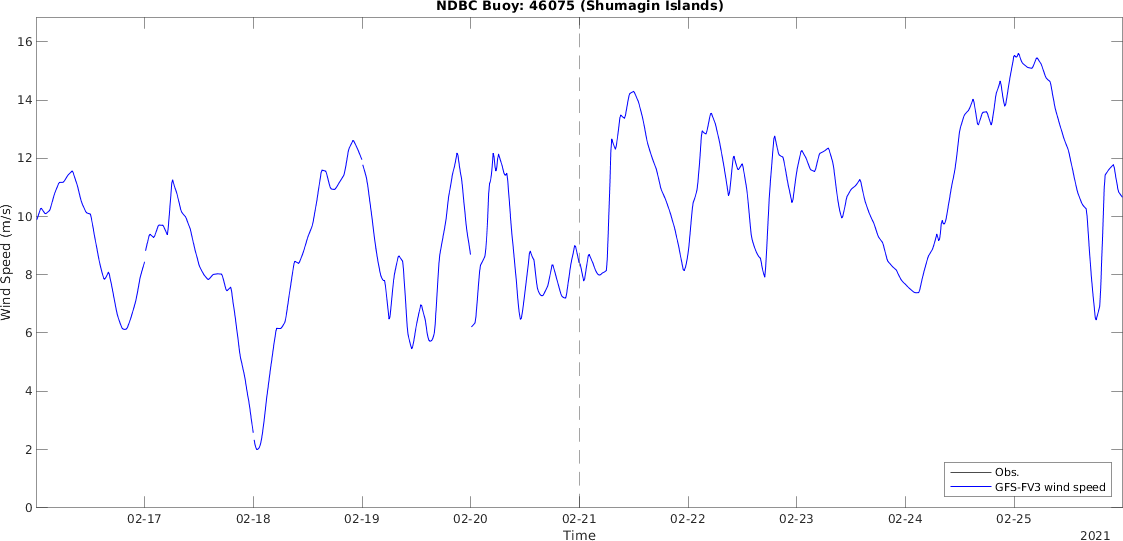 NDBC Buoy: 46075 (Shumagin Islands)
16
14
12
10
8
6
4
2
0
Wind Speed (m/s)
02-17 02-18 02-19 02-20 02-21 02-22 02-23 02-24 02-25
Time
2021
Obs.
GFS-FV3 wind speed